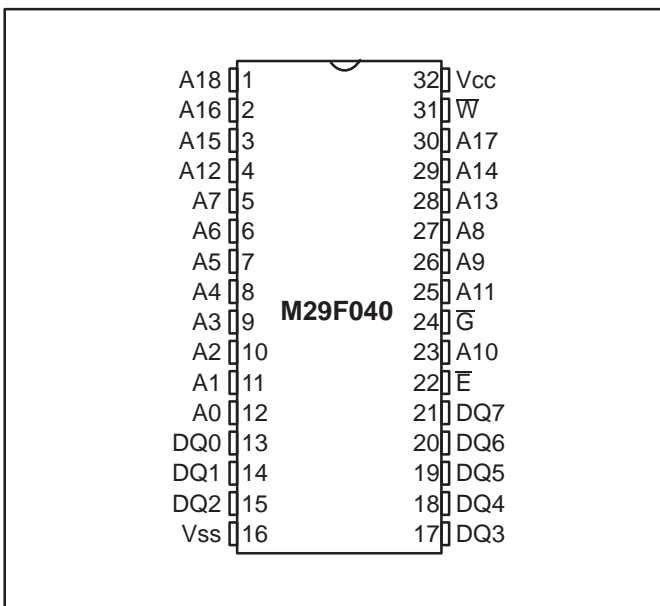 A18 1 32 Vcc
A16 2 31 W̅
A15 3 30 A17
A12 4 29 A14
A7 5 28 A13
A6 6 27 A8
A5 7 26 A9
A4 8 25 A11
M29F040
A3 9 24 G̅
A2 10 23 A10
A1 11 22 E̅
A0 12 21 DQ7
DQ0 13 20 DQ6
DQ1 14 19 DQ5
DQ2 15 18 DQ4
Vss 16 17 DQ3